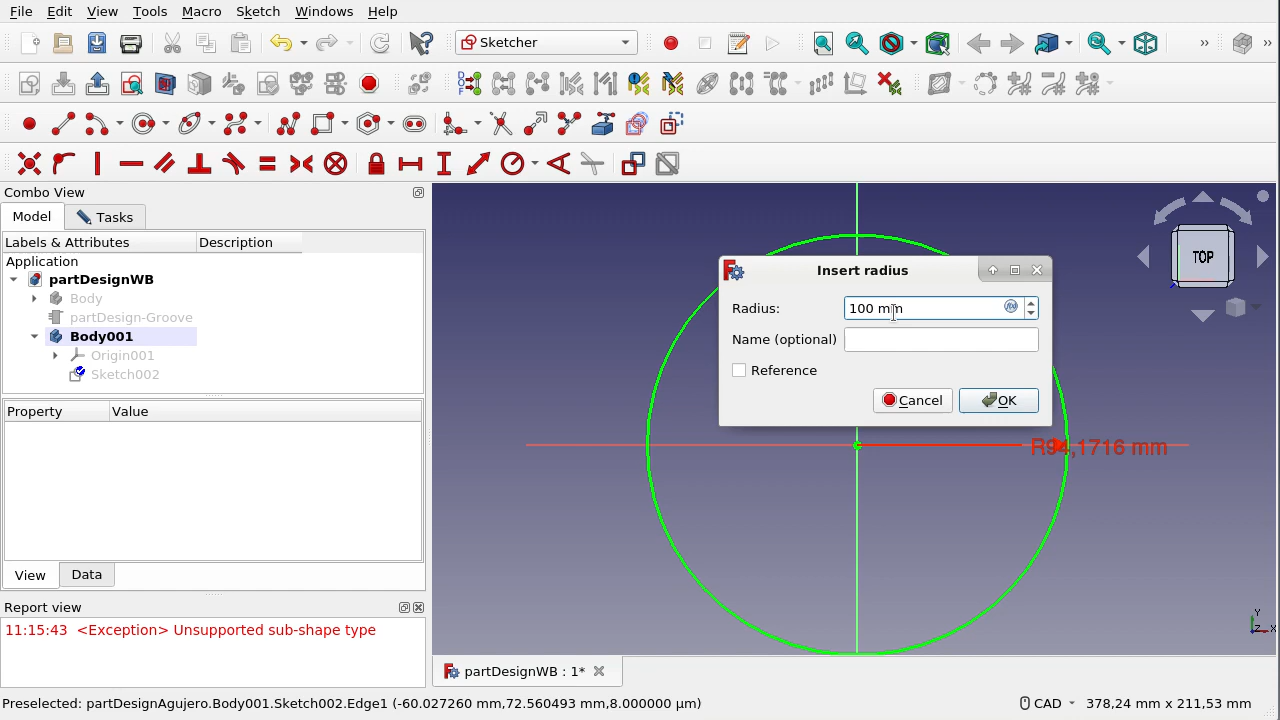 File Edit View Tools Macro Sketch Windows Help
Sketcher
Combo View
Model Tasks
Labels & Attributes Description
Application
partDesignWB
Body
partDesign-Groove
Body001
Origin001
Sketch002
Property Value
View Data
Report view
11:15:43 <Exception> Unsupported sub-shape type
TOP
Insert radius
Radius: 100 mm
Name (optional)
Reference
Cancel OK
R94,1716 mm
Y
Z X
partDesignWB : 1*
Preselected: partDesignAgujero.Body001.Sketch002.Edge1 (-60.027260 mm,72.560493 mm,8.000000 µm) CAD 378,24 mm x 211,53 mm